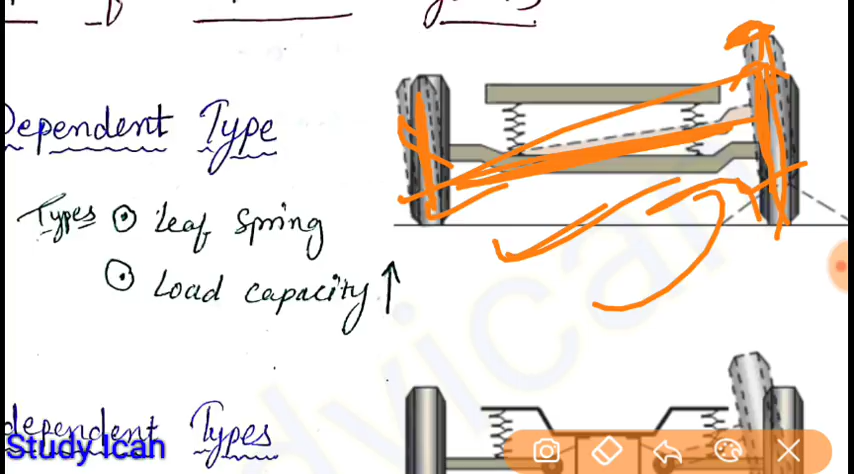 Dependent Type
Types ⊙ Leaf Spring
⊙ Load capacity ↑
dependent Types
Study Ican